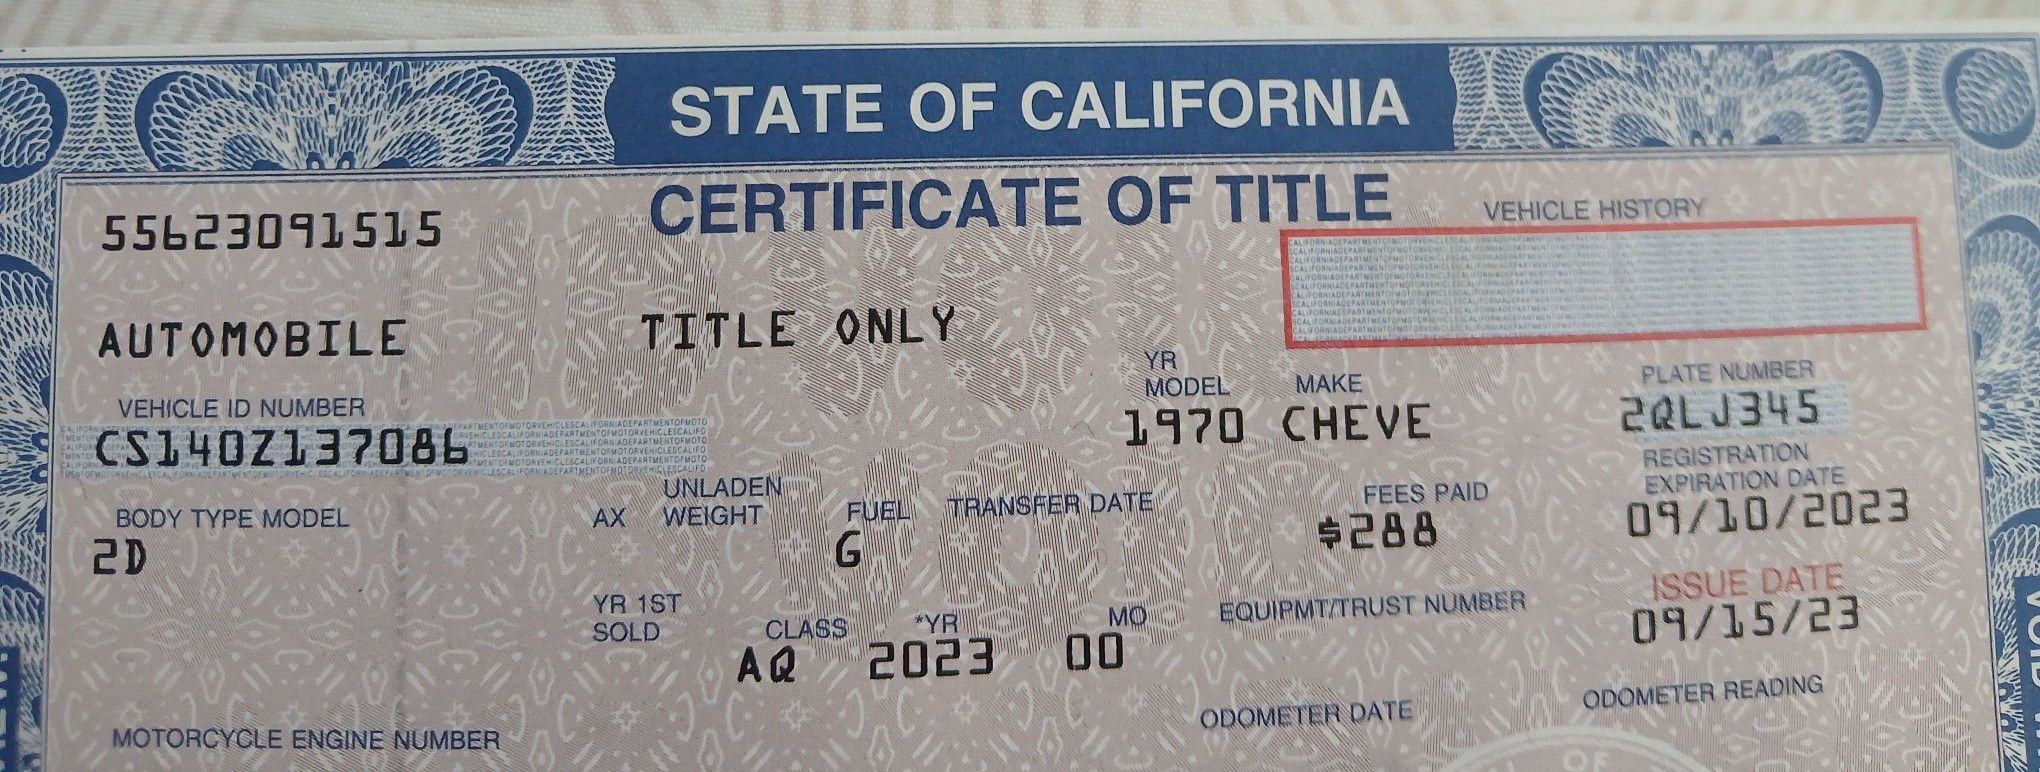 STATE OF CALIFORNIA
CERTIFICATE OF TITLE
VEHICLE HISTORY
55623091515
AUTOMOBILE TITLE ONLY
YR MODEL MAKE PLATE NUMBER
1970 CHEVE 2QLJ345
VEHICLE ID NUMBER
CS140Z137086
REGISTRATION EXPIRATION DATE
09/10/2023
BODY TYPE MODEL AX UNLADEN WEIGHT FUEL TRANSFER DATE FEES PAID
2D G $288
ISSUE DATE
09/15/23
YR 1ST SOLD CLASS *YR MO EQUIPMT/TRUST NUMBER
AQ 2023 00
MOTORCYCLE ENGINE NUMBER ODOMETER DATE ODOMETER READING
OF